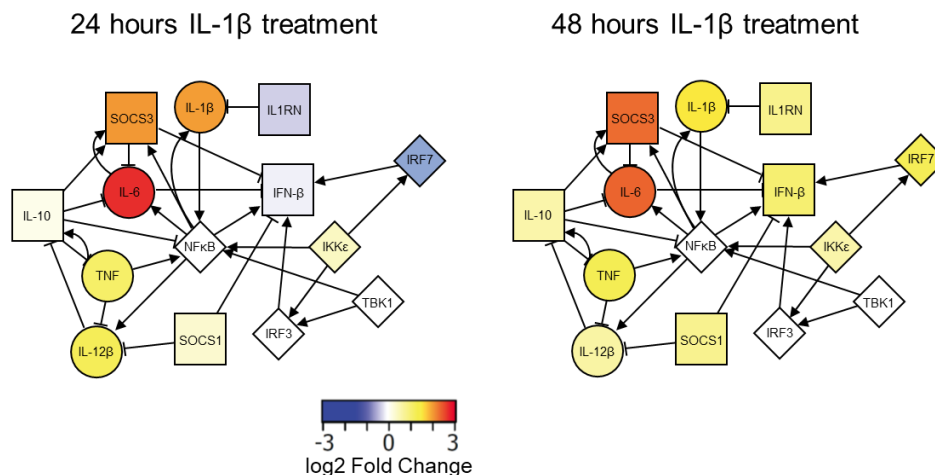 24 hours IL-1β treatment
48 hours IL-1β treatment
SOCS3
IL-1β
IL1RN
IRF7
IL-6
IFN-β
IL-10
NFκB
IKKε
TNF
TBK1
IRF3
SOCS1
IL-12β
SOCS3
IL-1β
IL1RN
IRF7
IL-6
IFN-β
IL-10
NFκB
IKKε
TNF
TBK1
IRF3
SOCS1
IL-12β
-3 0 3
log2 Fold Change